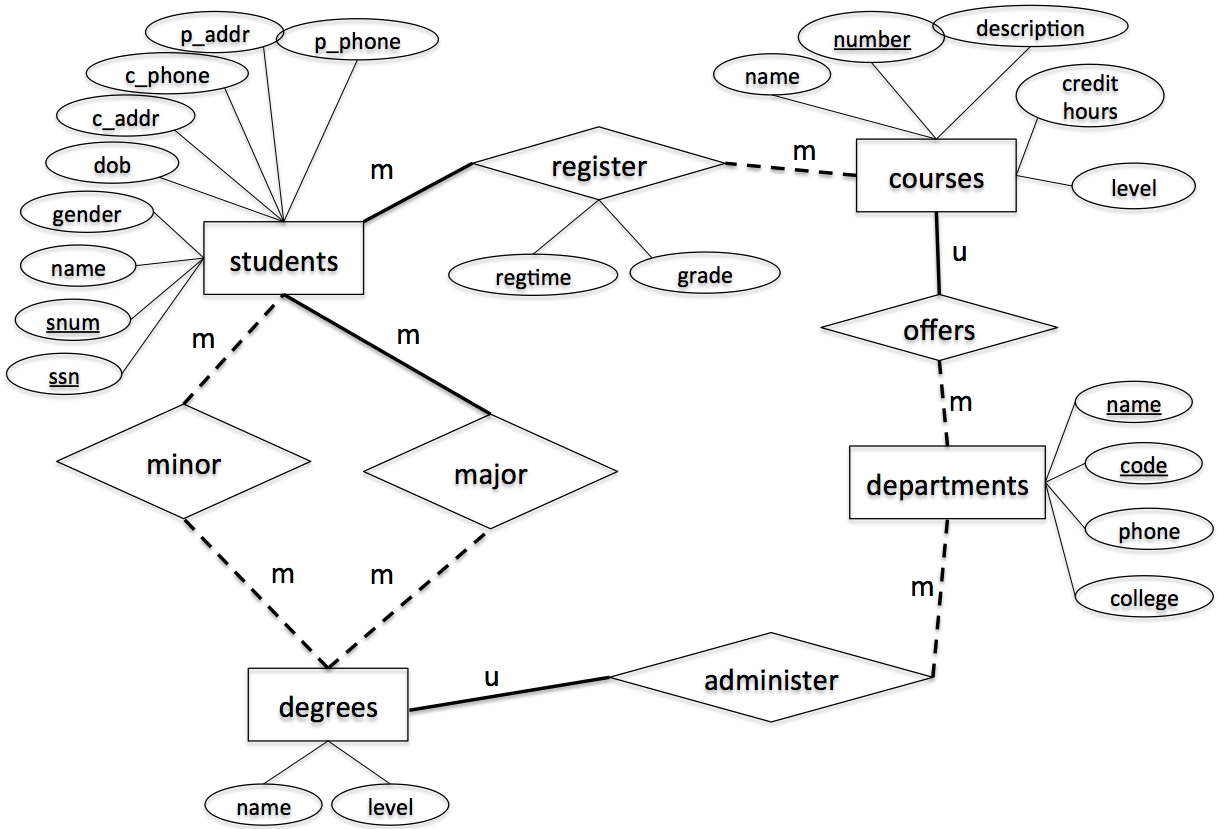 p_addr
p_phone
c_phone
c_addr
dob
gender
name
snum
ssn
students
m
register
m
regtime
grade
name
number
description
credit
hours
level
courses
u
offers
m
name
code
phone
college
departments
m
m
minor
major
m
m
m
u
administer
degrees
name
level